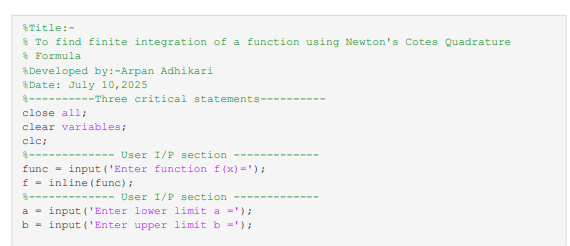 %Title:-
% To find finite integration of a function using Newton's Cotes Quadrature
% Formula
%Developed by:-Arpan Adhikari
%Date: July 10,2025
%----------Three critical statements----------
close all;
clear variables;
clc;
%------------- User I/P section -------------
func = input('Enter function f(x)=');
f = inline(func);
%------------- User I/P section -------------
a = input('Enter lower limit a =');
b = input('Enter upper limit b =');